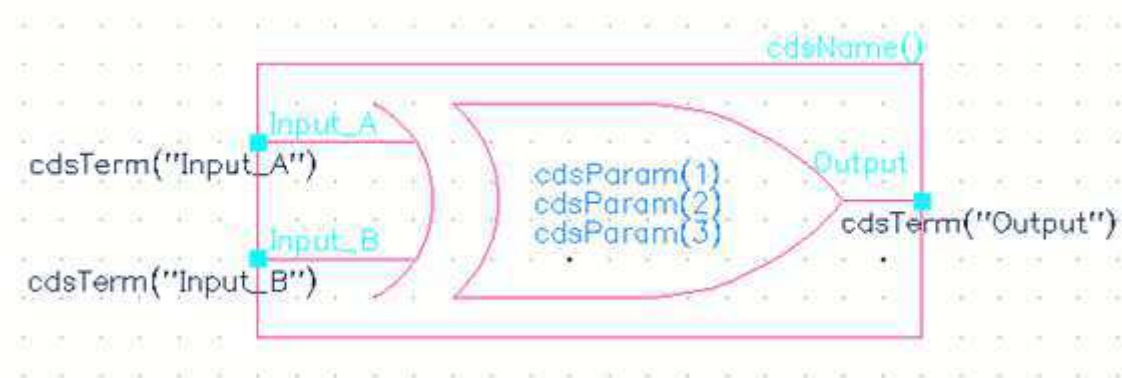 cdsName()
Input_A
cdsTerm("Input_A")
cdsParam(1)
Output
cdsParam(2)
cdsTerm("Output")
cdsParam(3)
Input_B
cdsTerm("Input_B")